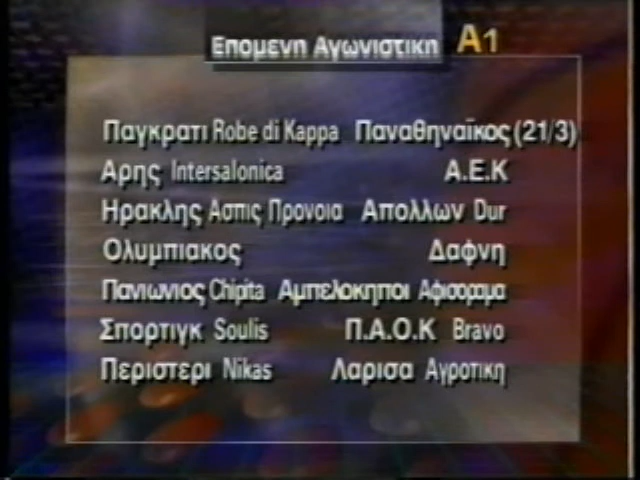 Επομενη Αγωνιστικη A1
Παγκρατι Robe di Kappa Παναθηναϊκος (21/3)
Αρης Intersalonica Α.Ε.Κ
Ηρακλης Ασπις Προνοια Απολλων Dur
Ολυμπιακος Δαφνη
Πανιωνιος Chipita Αμπελοκηποι Αφισοραμα
Σπορτιγκ Soulis Π.Α.Ο.Κ Bravo
Περιστερι Nikas Λαρισα Αγροτικη